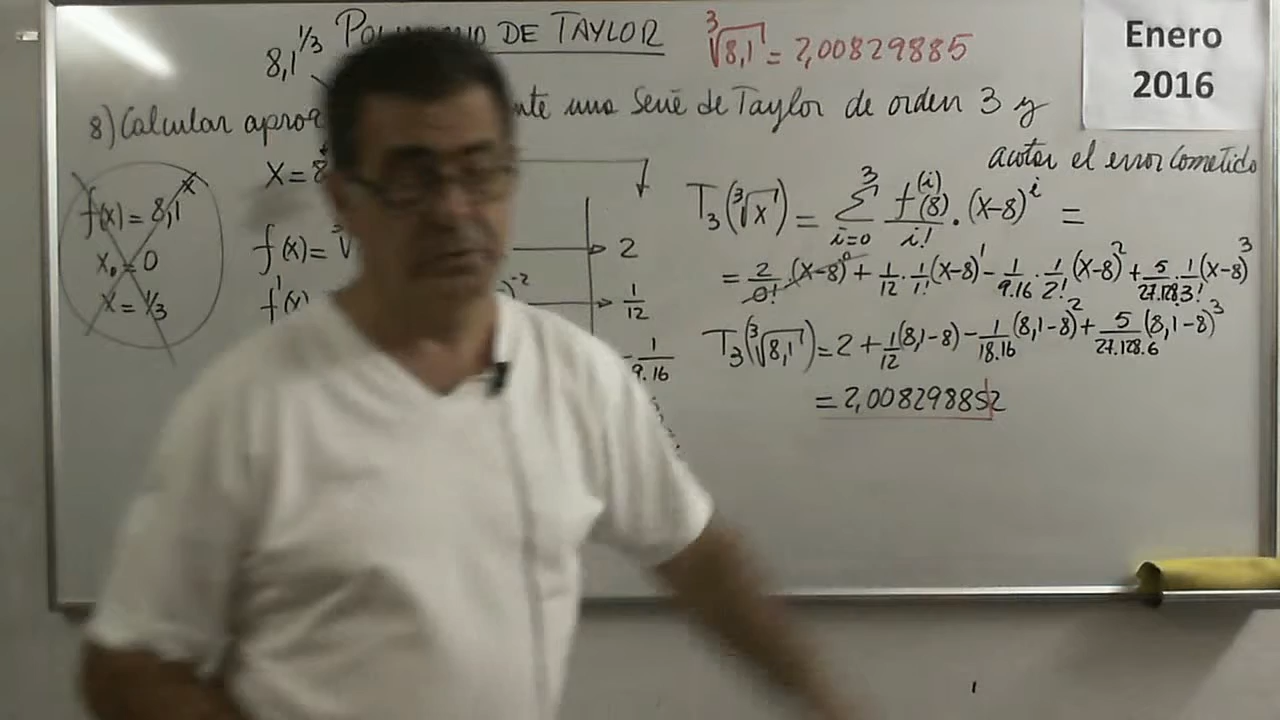 8,1^{1/3} DE TAYLOR
∛8,1 = 2,00829885
Enero
2016
8) Calcular una Serie de Taylor de orden 3 y
acotar el error cometido
f(x) = 8,1^x
x₀ = 0
x = 1/3
x = 8
f(x) = 2
f'(x) ^{-2} 1/12
-1/9.16
T₃(∛x) = Σ_{i=0}^{3} f^{(i)}(8)/i! · (x-8)^i =
= 2/0! · (x-8)^0 + 1/12 · 1/1! (x-8)^1 - 1/9.16 · 1/2! (x-8)^2 + 5/27.128 · 1/3! (x-8)^3
T₃(∛8,1) = 2 + 1/12 (8,1-8) - 1/18.16 (8,1-8)^2 + 5/27.128.6 (8,1-8)^3
= 2,008298852